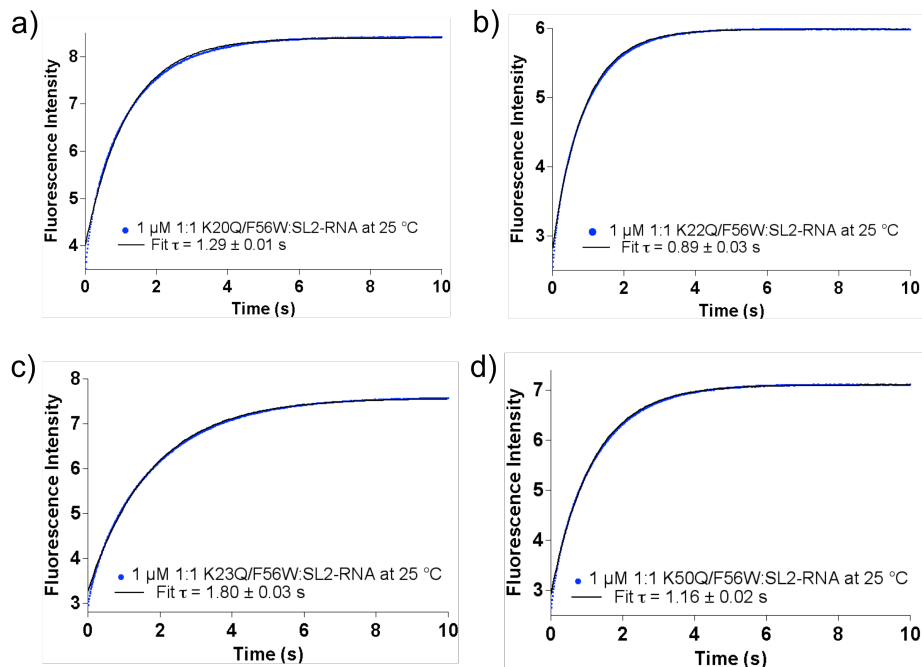 a)
Fluorescence Intensity
8
7
6
5
4
1 µM 1:1 K20Q/F56W:SL2-RNA at 25 °C
Fit τ = 1.29 ± 0.01 s
0 2 4 6 8 10
Time (s)
b)
Fluorescence Intensity
6
5
4
3
1 µM 1:1 K22Q/F56W:SL2-RNA at 25 °C
Fit τ = 0.89 ± 0.03 s
0 2 4 6 8 10
Time (s)
c)
Fluorescence Intensity
8
7
6
5
4
3
1 µM 1:1 K23Q/F56W:SL2-RNA at 25 °C
Fit τ = 1.80 ± 0.03 s
0 2 4 6 8 10
Time (s)
d)
Fluorescence Intensity
7
6
5
4
3
1 µM 1:1 K50Q/F56W:SL2-RNA at 25 °C
Fit τ = 1.16 ± 0.02 s
0 2 4 6 8 10
Time (s)